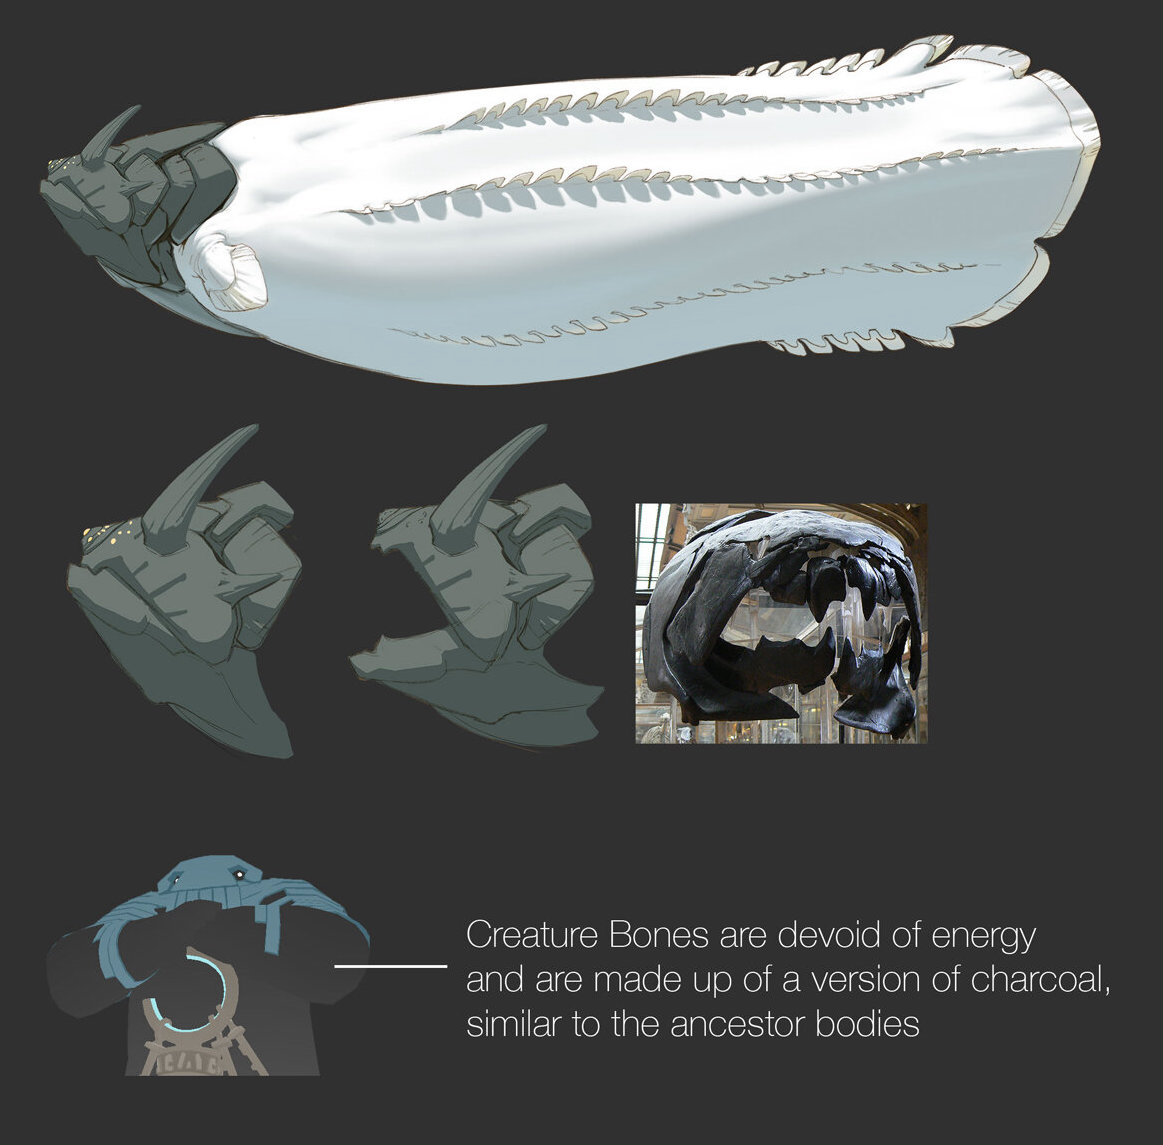 Creature Bones are devoid of energy
and are made up of a version of charcoal,
similar to the ancestor bodies